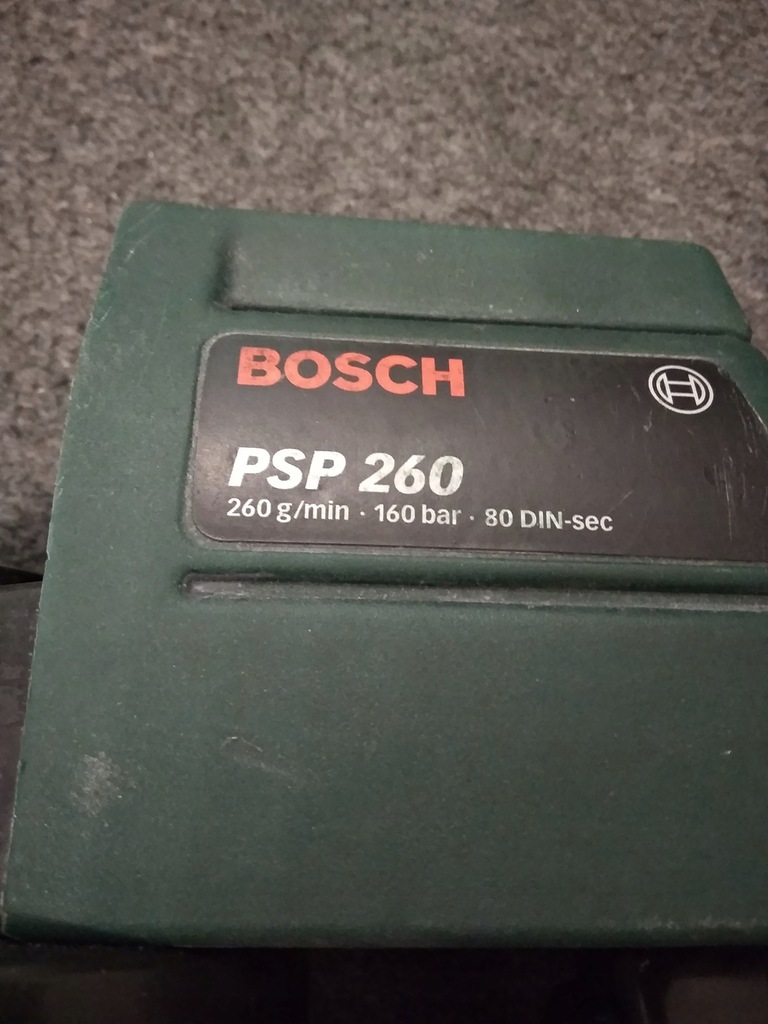 BOSCH
PSP 260
260 g/min · 160 bar · 80 DIN-sec